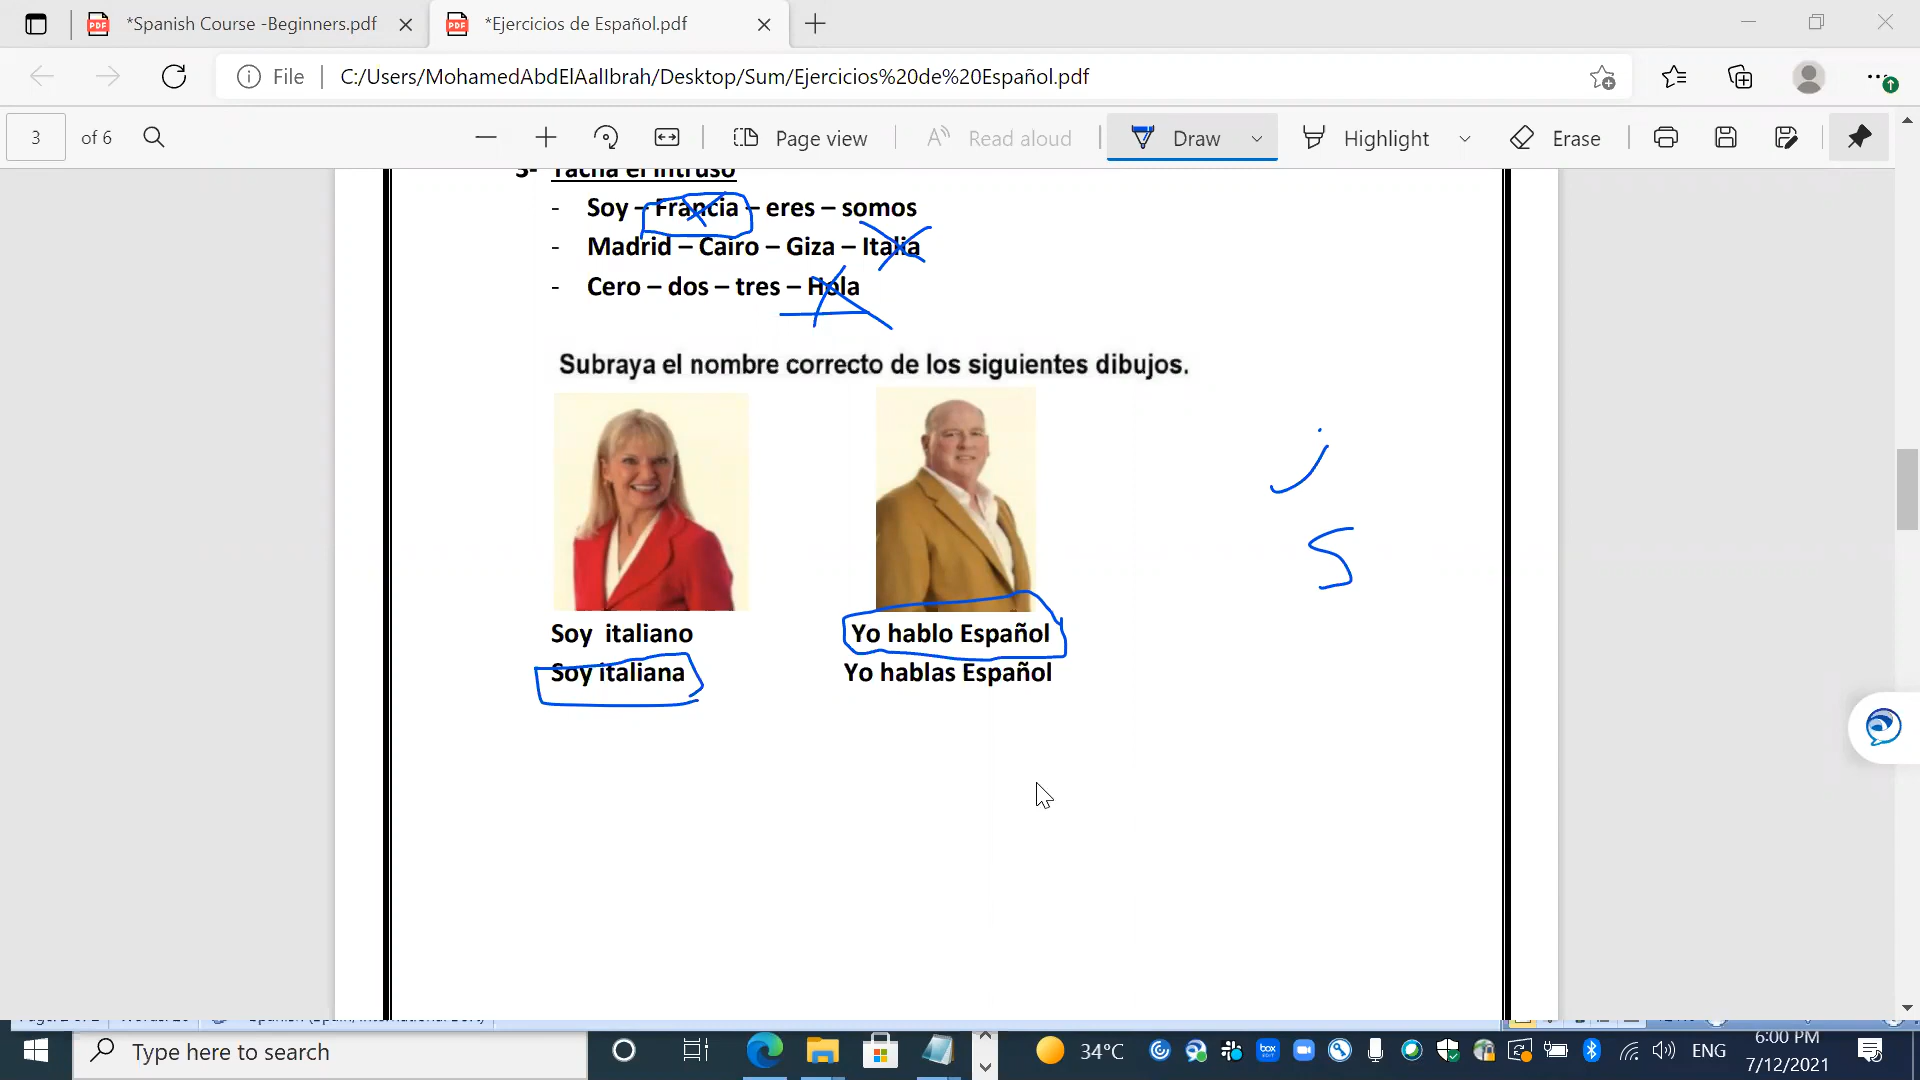 *Spanish Course -Beginners.pdf
*Ejercicios de Español.pdf
File
C:/Users/MohamedAbdElAalIbrah/Desktop/Sum/Ejercicios%20de%20Español.pdf
3 of 6
Page view
Read aloud
Draw
Highlight
Erase
3- Tacha el intruso
- Soy – Francia – eres – somos
- Madrid – Cairo – Giza – Italia
- Cero – dos – tres – Hola
Subraya el nombre correcto de los siguientes dibujos.
j
S
Soy italiano
Yo hablo Español
Soy italiana
Yo hablas Español
Type here to search
34°C
ENG
6:00 PM
7/12/2021